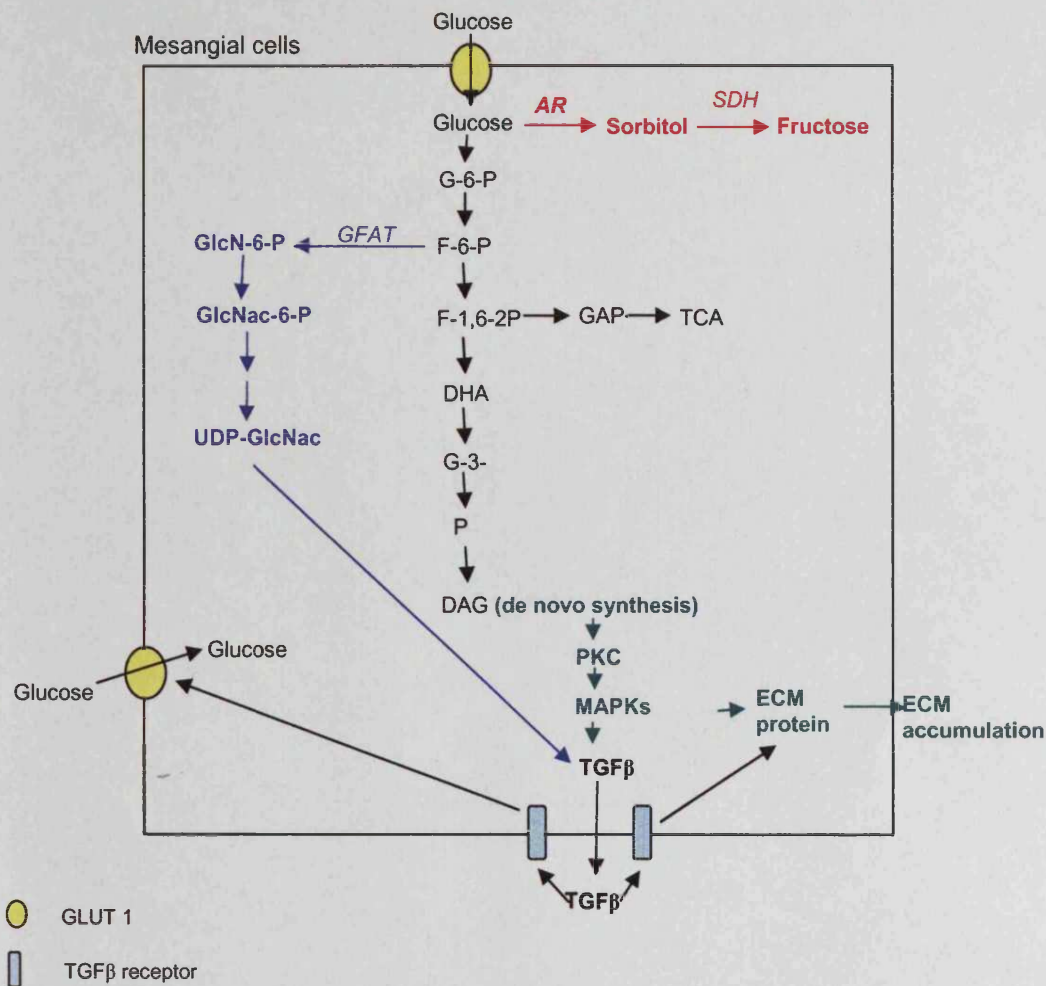 Glucose
Mesangial cells
Glucose
AR
Sorbitol
SDH
Fructose
G-6-P
GlcN-6-P
GFAT
F-6-P
GlcNac-6-P
F-1,6-2P
GAP
TCA
DHA
UDP-GlcNac
G-3-
P
DAG (de novo synthesis)
PKC
Glucose
Glucose
MAPKs
ECM
protein
ECM
accumulation
TGFβ
TGFβ
GLUT 1
TGFβ receptor